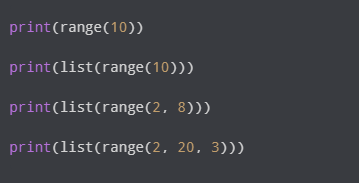 print(range(10))
print(list(range(10)))
print(list(range(2, 8)))
print(list(range(2, 20, 3)))